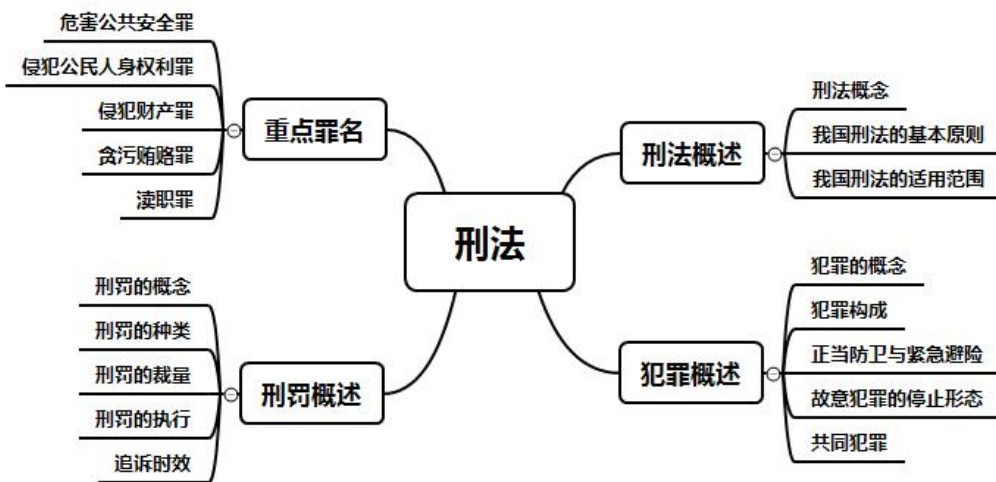 刑法
刑法概述
刑法概念
我国刑法的基本原则
我国刑法的适用范围
犯罪概述
犯罪的概念
犯罪构成
正当防卫与紧急避险
故意犯罪的停止形态
共同犯罪
重点罪名
危害公共安全罪
侵犯公民人身权利罪
侵犯财产罪
贪污贿赂罪
渎职罪
刑罚概述
刑罚的概念
刑罚的种类
刑罚的裁量
刑罚的执行
追诉时效